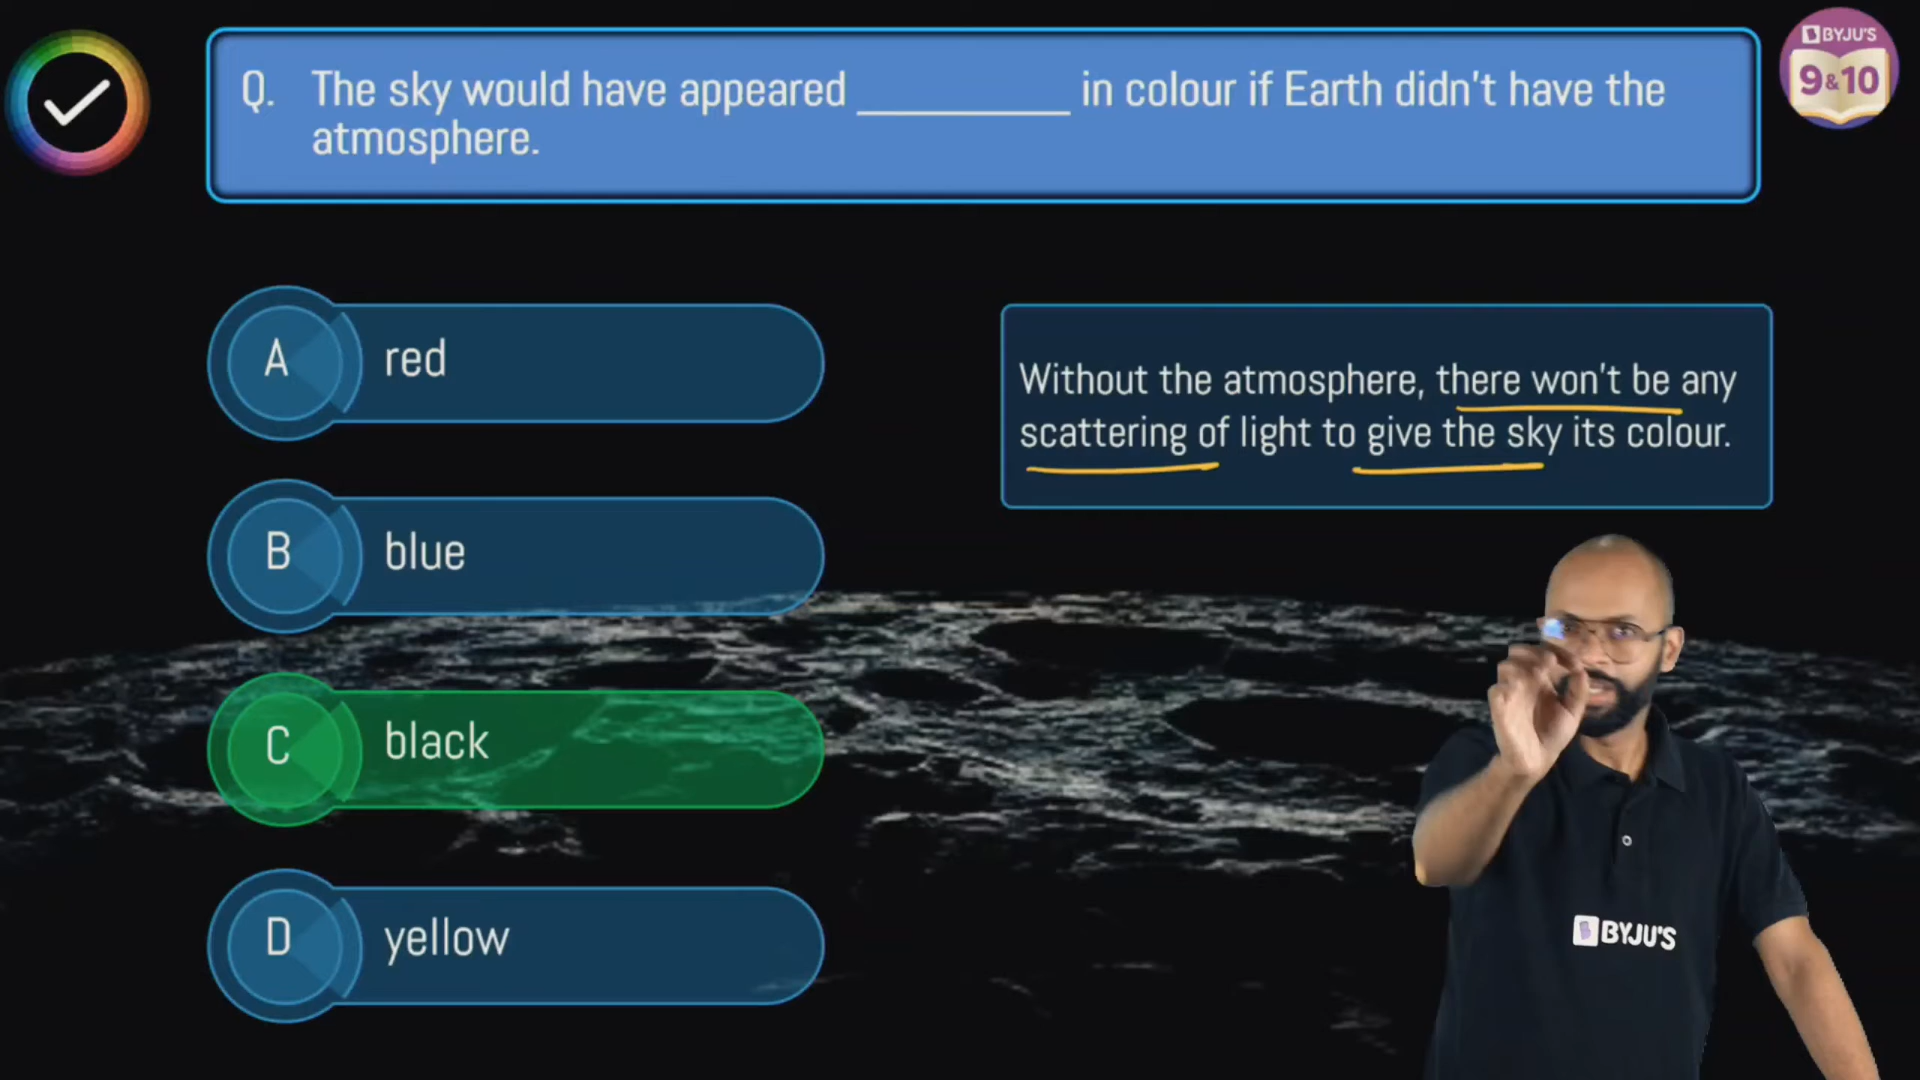 BYJU'S
9&10
Q. The sky would have appeared __________ in colour if Earth didn't have the
atmosphere.
A red
B blue
C black
D yellow
Without the atmosphere, there won't be any
scattering of light to give the sky its colour.
BYJU'S